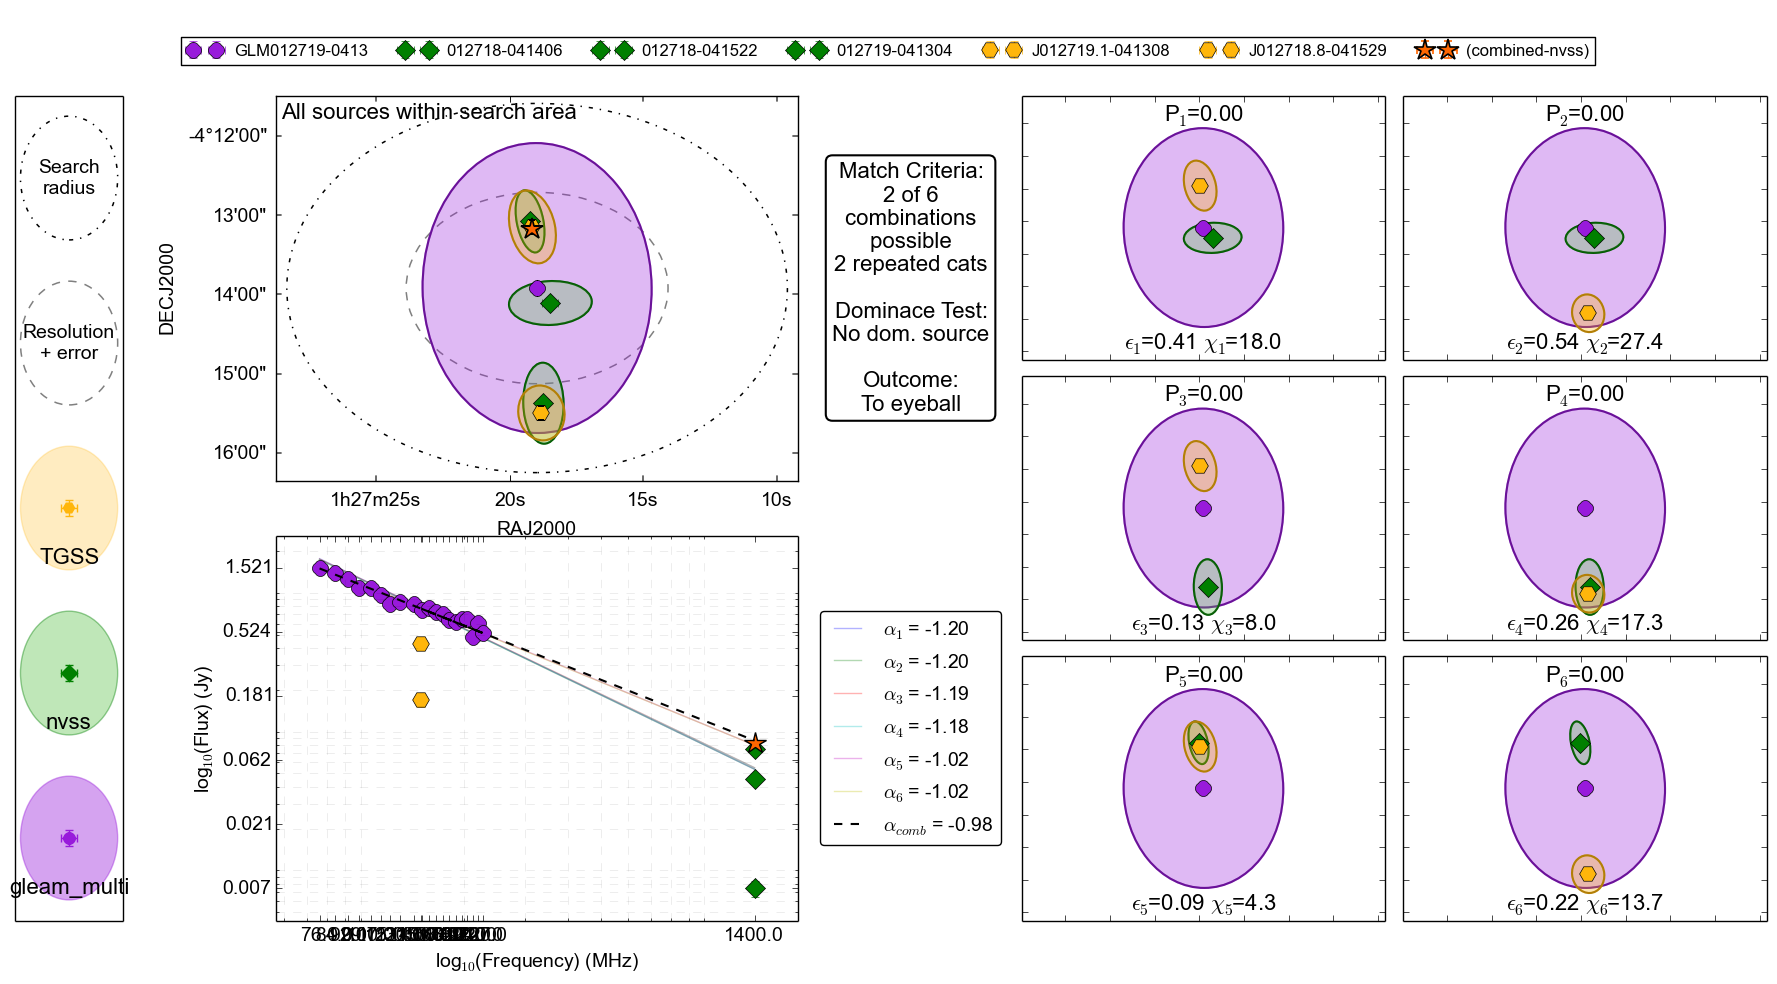 GLM012719-0413 012718-041406 012718-041522 012719-041304 J012719.1-041308 J012718.8-041529 (combined-nvss)
Search
radius
Resolution
+ error
TGSS
nvss
gleam_multi
All sources within search area
DECJ2000
-4°12'00"
13'00"
14'00"
15'00"
16'00"
1h27m25s 20s 15s 10s
RAJ2000
Match Criteria:
2 of 6
combinations
possible
2 repeated cats
Dominace Test:
No dom. source
Outcome:
To eyeball
log₁₀(Flux) (Jy)
1.521
0.524
0.181
0.062
0.021
0.007
1400.0
log₁₀(Frequency) (MHz)
α₁ = -1.20
α₂ = -1.20
α₃ = -1.19
α₄ = -1.18
α₅ = -1.02
α₆ = -1.02
α_comb = -0.98
P₁=0.00
ϵ₁=0.41 χ₁=18.0
P₂=0.00
ϵ₂=0.54 χ₂=27.4
P₃=0.00
ϵ₃=0.13 χ₃=8.0
P₄=0.00
ϵ₄=0.26 χ₄=17.3
P₅=0.00
ϵ₅=0.09 χ₅=4.3
P₆=0.00
ϵ₆=0.22 χ₆=13.7